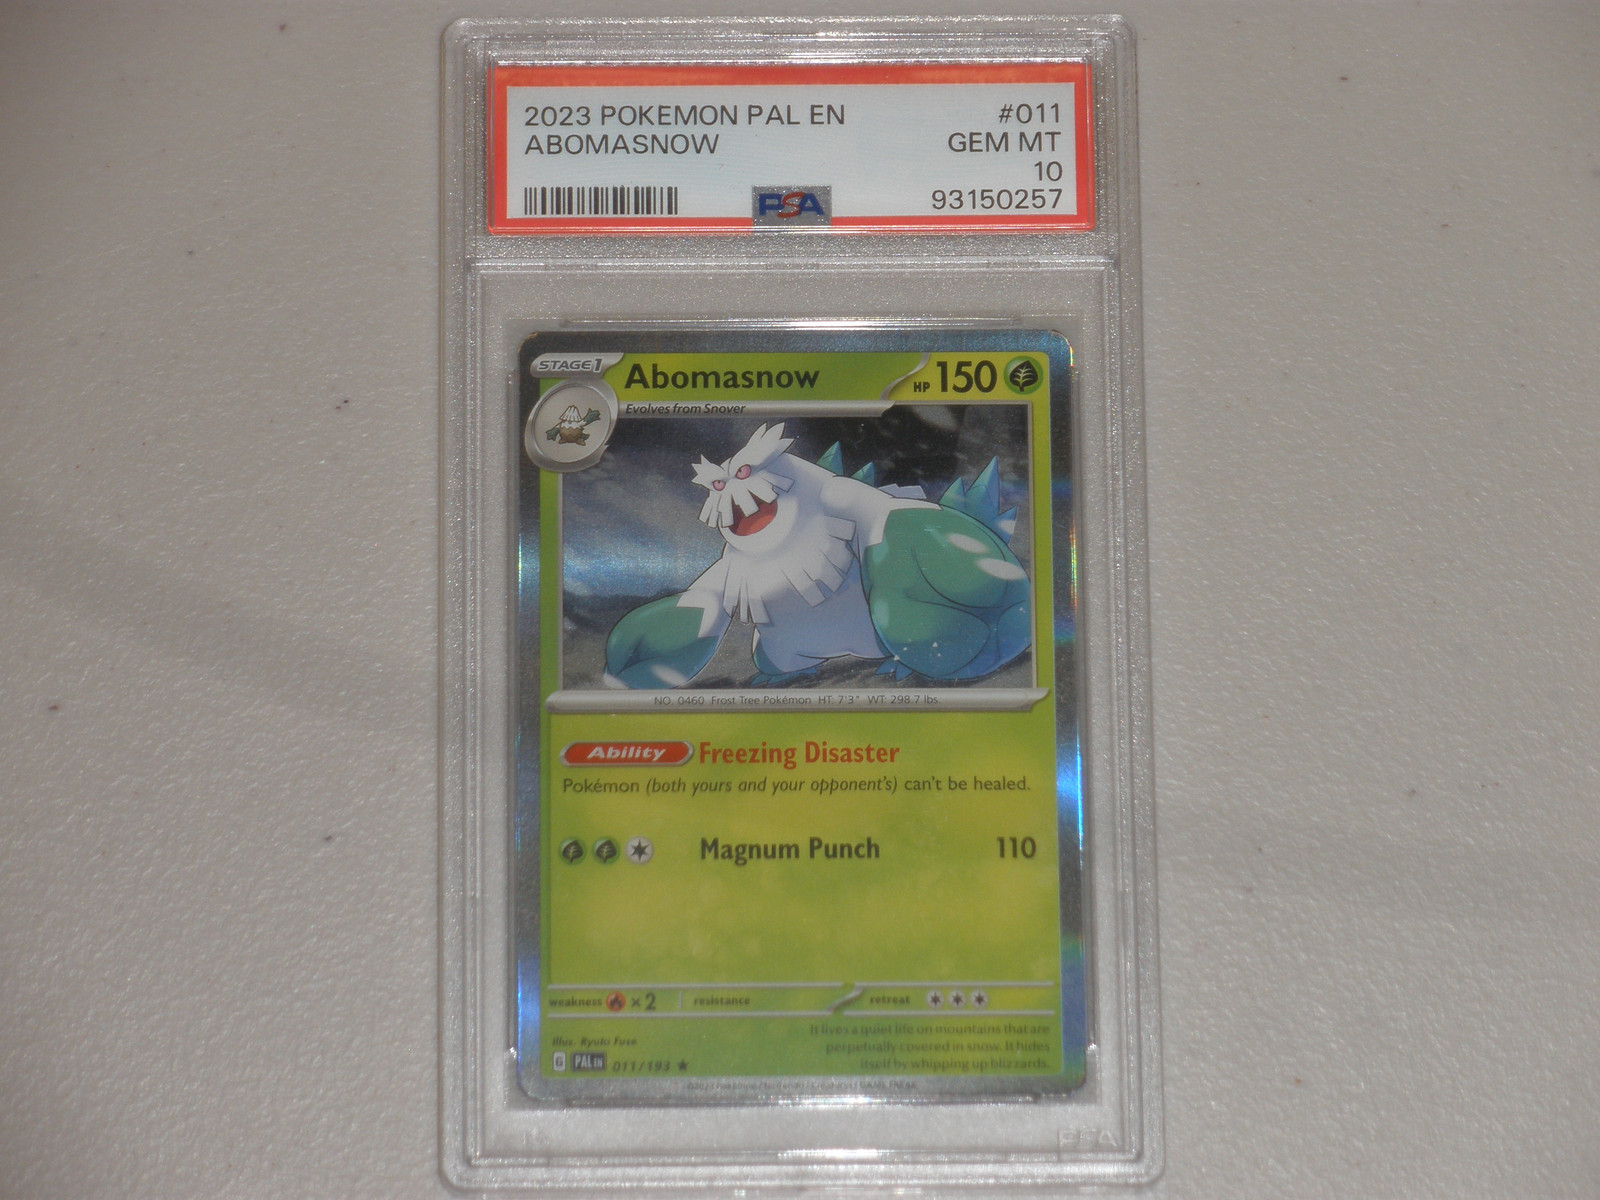 2023 POKEMON PAL EN #011
ABOMASNOW GEM MT
10
PSA 93150257
STAGE 1 Abomasnow HP 150
Evolves from Snover
NO. 0460 Frost Tree Pokémon HT: 7'3" WT: 298.7 lbs.
Ability Freezing Disaster
Pokémon (both yours and your opponent's) can't be healed.
Magnum Punch 110
weakness ×2 resistance retreat
It lives a quiet life on mountains that are
perpetually covered in snow. It hides
itself by whipping up blizzards.
Illus. Ryuta Fuse
G PAL EN 011/193
PSA